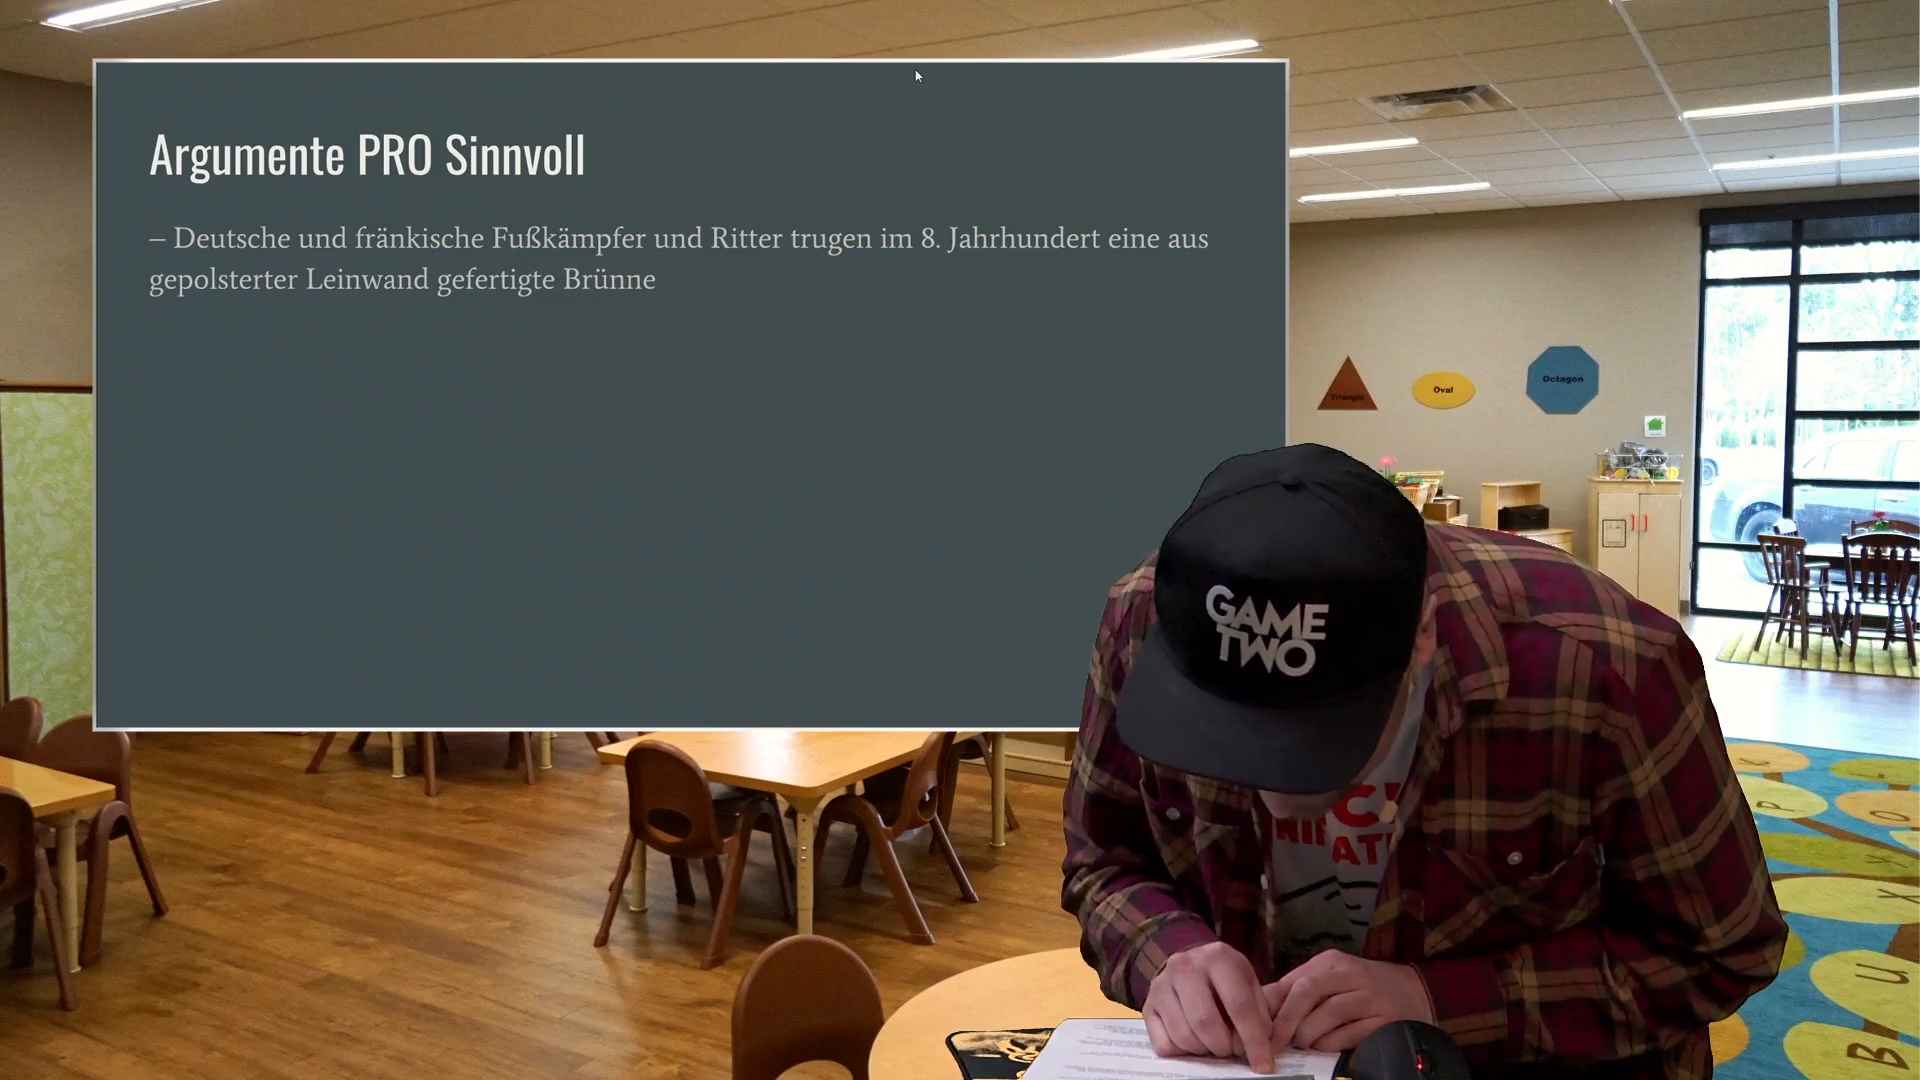 Argumente PRO Sinnvoll
– Deutsche und fränkische Fußkämpfer und Ritter trugen im 8. Jahrhundert eine aus
gepolsterter Leinwand gefertigte Brünne
Triangle
Oval
Octagon
GAME
TWO
P
O
X
U
B